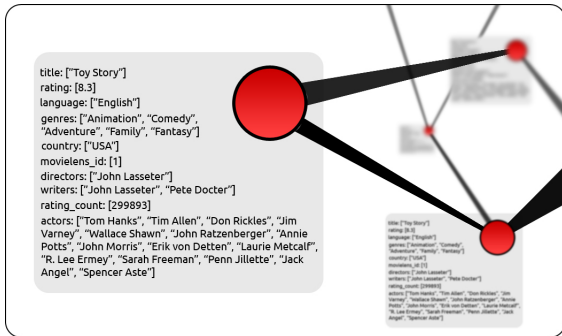 title: ["Toy Story"]
rating: [8.3]
language: ["English"]
genres: ["Animation", "Comedy",
"Adventure", "Family", "Fantasy"]
country: ["USA"]
movielens_id: [1]
directors: ["John Lasseter"]
writers: ["John Lasseter", "Pete Docter"]
rating_count: [299893]
actors: ["Tom Hanks", "Tim Allen", "Don Rickles", "Jim
Varney", "Wallace Shawn", "John Ratzenberger", "Annie
Potts", "John Morris", "Erik von Detten", "Laurie Metcalf",
"R. Lee Ermey", "Sarah Freeman", "Penn Jillette", "Jack
Angel", "Spencer Aste"]
title: ["Toy Story"]
rating: [8.3]
language: ["English"]
genres: ["Animation", "Comedy",
"Adventure", "Family", "Fantasy"]
country: ["USA"]
movielens_id: [1]
directors: ["John Lasseter"]
writers: ["John Lasseter", "Pete Docter"]
rating_count: [299893]
actors: ["Tom Hanks", "Tim Allen", "Don Rickles", "Jim
Varney", "Wallace Shawn", "John Ratzenberger", "Annie
Potts", "John Morris", "Erik von Detten", "Laurie Metcalf",
"R. Lee Ermey", "Sarah Freeman", "Penn Jillette", "Jack
Angel", "Spencer Aste"]